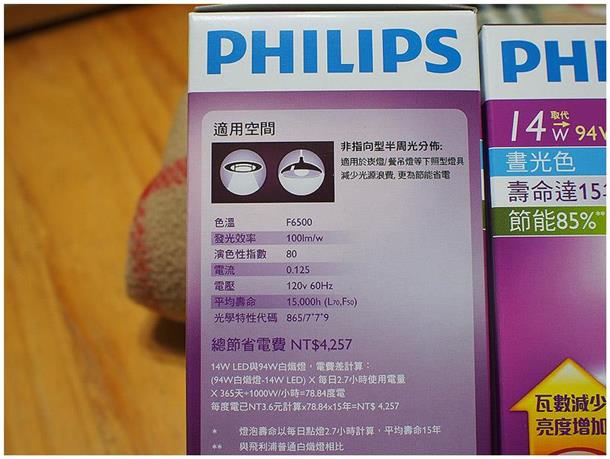 PHILIPS
適用空間
非指向型半周光分佈:
適用於崁燈/餐吊燈等下照型燈具
減少光源浪費, 更為節能省電
色溫 F6500
發光效率 100lm/w
演色性指數 80
電流 0.125
電壓 120v 60Hz
平均壽命 15,000h (L70,F50)
光學特性代碼 865/7*7*9
總節省電費 NT$4,257
14W LED與94W白熾燈, 電費差計算:
(94W白熾燈-14W LED) X 每日2.7小時使用電量
X 365天÷1000W/小時=78.84度電
每度電已NT3.6元計算x78.84x15年=NT$ 4,257
* 燈泡壽命以每日點燈2.7小時計算, 平均壽命15年
** 與飛利浦普通白熾燈相比
PHI
14W 取代→ 94W
晝光色
壽命達15年
節能85%**
瓦數減少
亮度增加